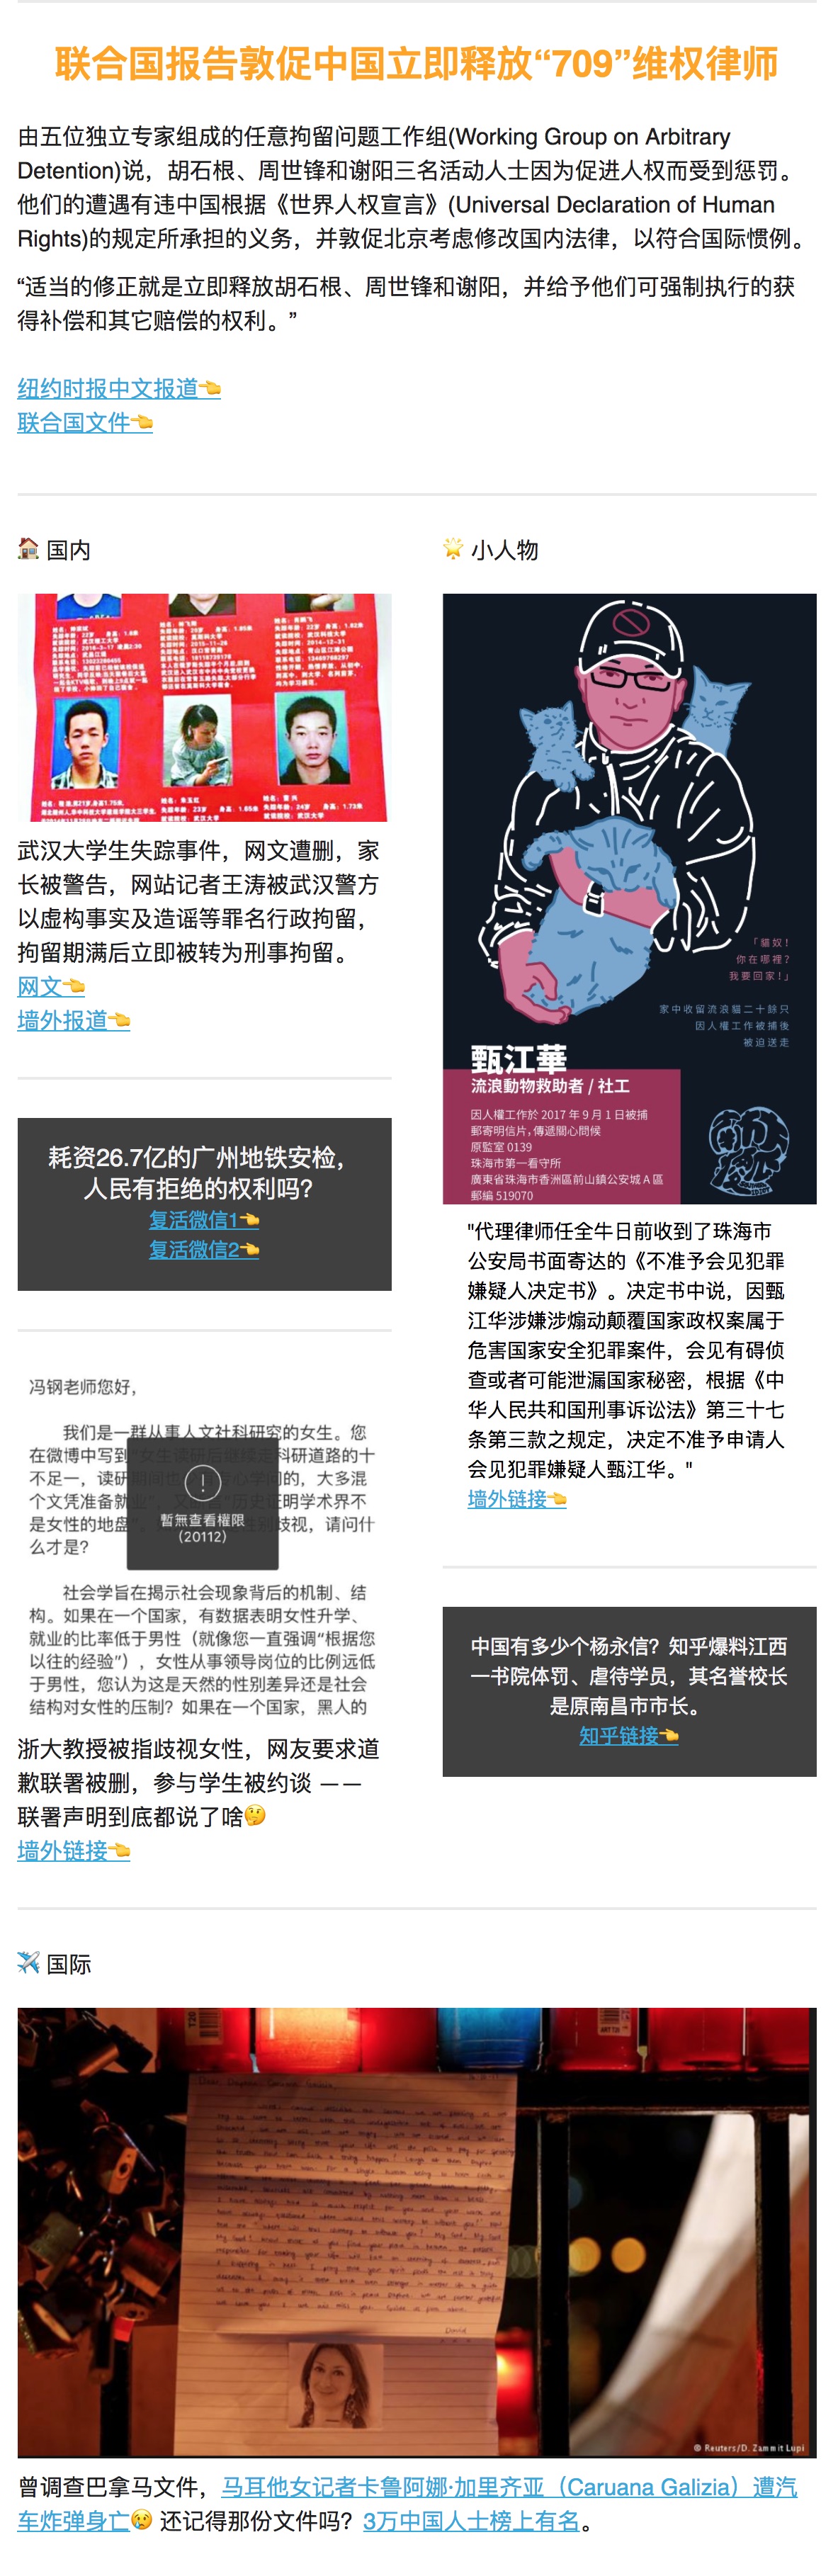 联合国报告敦促中国立即释放“709”维权律师
由五位独立专家组成的任意拘留问题工作组(Working Group on Arbitrary
Detention)说，胡石根、周世锋和谢阳三名活动人士因为促进人权而受到惩罚。
他们的遭遇有违中国根据《世界人权宣言》(Universal Declaration of Human
Rights)的规定所承担的义务，并敦促北京考虑修改国内法律，以符合国际惯例。
“适当的修正就是立即释放胡石根、周世锋和谢阳，并给予他们可强制执行的获
得补偿和其它赔偿的权利。”
纽约时报中文报道👈
联合国文件👈
🏠 国内
武汉大学生失踪事件，网文遭删，家
长被警告，网站记者王涛被武汉警方
以虚构事实及造谣等罪名行政拘留，
拘留期满后立即被转为刑事拘留。
网文👈
墙外报道👈
耗资26.7亿的广州地铁安检，
人民有拒绝的权利吗？
复活微信1👈
复活微信2👈
冯钢老师您好，
我们是一群从事人文社科研究的女生。您
在微博中写到“女生读研后继续走科研道路的十
不足一，读研期间也
的，大多混
个文凭准备就业”，又
“历史证明学术界不
是女性的地盘”
歧视，请问什
么才是？
暫無查看權限
(20112)
社会学旨在揭示社会现象背后的机制、结
构。如果在一个国家，有数据表明女性升学、
就业的比率低于男性（就像您一直强调“根据您
以往的经验”），女性从事领导岗位的比例远低
于男性，您认为这是天然的性别差异还是社会
结构对女性的压制？如果在一个国家，黑人的
浙大教授被指歧视女性，网友要求道
歉联署被删，参与学生被约谈 ——
联署声明到底都说了啥🤔
墙外链接👈
🌟 小人物
「貓奴！
你在哪裡？
我要回家！」
家中收留流浪貓二十餘只
因人權工作被捕後
被迫送走
甄江華
流浪動物救助者 / 社工
因人權工作於 2017 年 9 月 1 日被捕
郵寄明信片，傳遞關心問候
原監室 0139
珠海市第一看守所
廣東省珠海市香洲區前山鎮公安城 A 區
郵編 519070
"代理律师任全牛日前收到了珠海市
公安局书面寄达的《不准予会见犯罪
嫌疑人决定书》。决定书中说，因甄
江华涉嫌涉煽动颠覆国家政权案属于
危害国家安全犯罪案件，会见有碍侦
查或者可能泄漏国家秘密，根据《中
华人民共和国刑事诉讼法》第三十七
条第三款之规定，决定不准予申请人
会见犯罪嫌疑人甄江华。"
墙外链接👈
中国有多少个杨永信？知乎爆料江西
一书院体罚、虐待学员，其名誉校长
是原南昌市市长。
知乎链接👈
✈️ 国际
© Reuters/D. Zammit Lupi
曾调查巴拿马文件，马耳他女记者卡鲁阿娜·加里齐亚（Caruana Galizia）遭汽
车炸弹身亡😢 还记得那份文件吗？3万中国人士榜上有名。